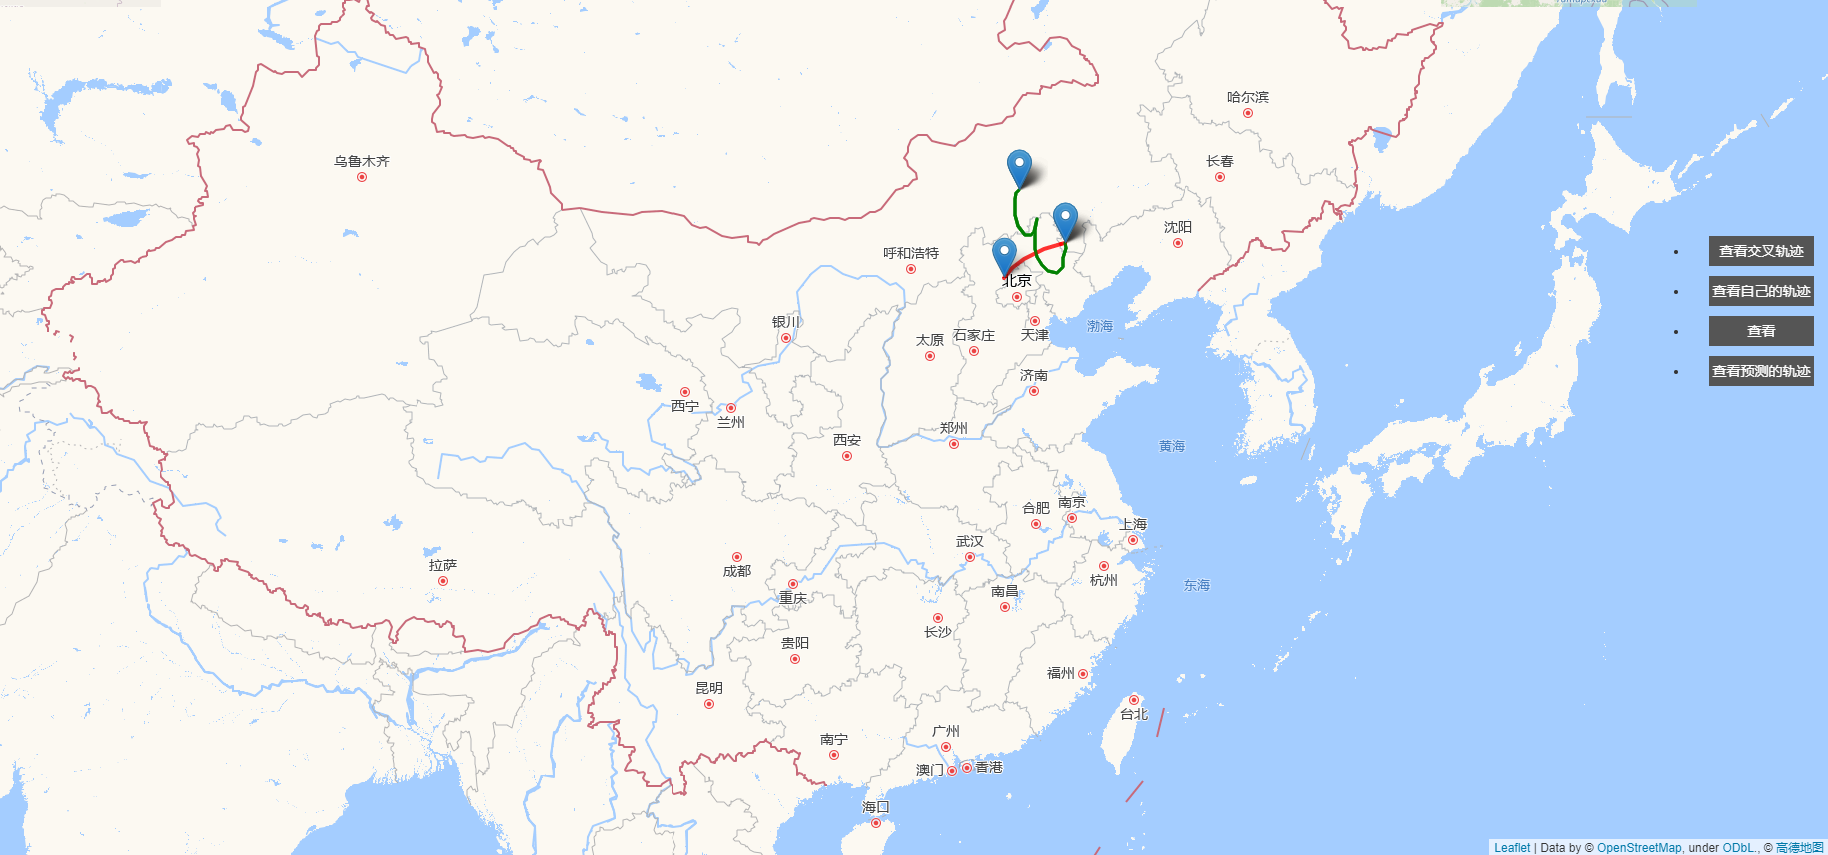 哈尔滨
乌鲁木齐
长春
沈阳
呼和浩特
查看交叉轨迹
北京
查看自己的轨迹
银川
渤海
查看
太原
石家庄
天津
查看预测的轨迹
济南
西宁
兰州
郑州
西安
黄海
合肥
南京
上海
武汉
拉萨
成都
杭州
东海
重庆
南昌
长沙
贵阳
福州
昆明
台北
广州
南宁
澳门
香港
海口
Leaflet | Data by © OpenStreetMap, under ODbL., © 高德地图